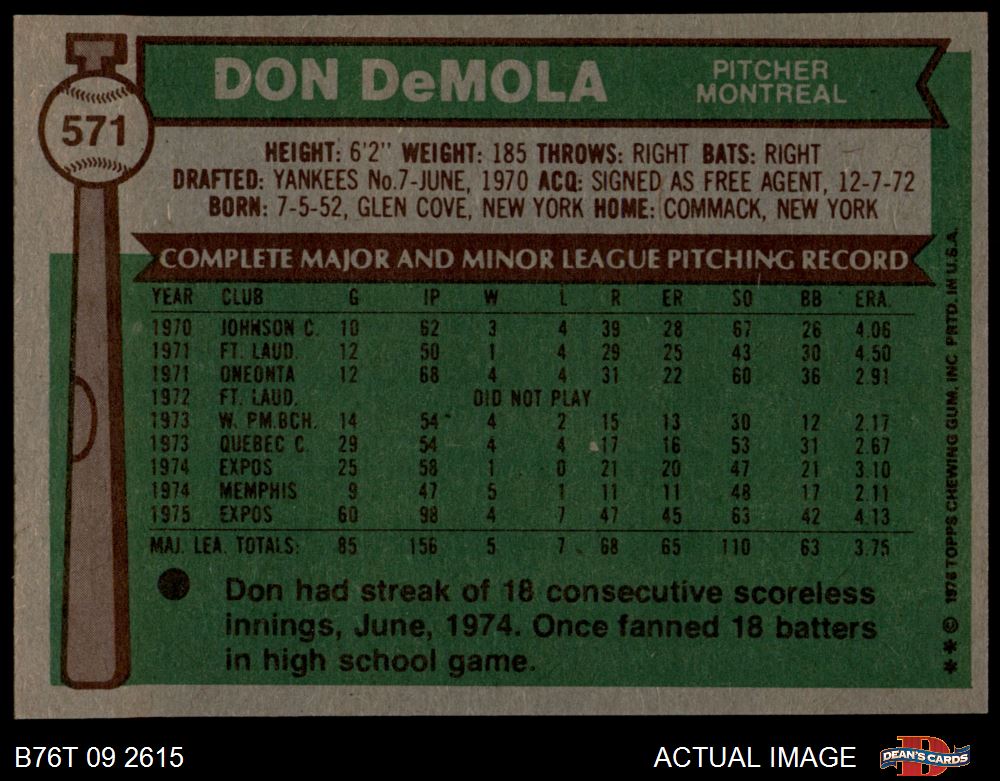 DON DeMOLA
PITCHER
MONTREAL
571
HEIGHT: 6'2" WEIGHT: 185 THROWS: RIGHT BATS: RIGHT
DRAFTED: YANKEES No.7-JUNE, 1970 ACQ: SIGNED AS FREE AGENT, 12-7-72
BORN: 7-5-52, GLEN COVE, NEW YORK HOME: COMMACK, NEW YORK
COMPLETE MAJOR AND MINOR LEAGUE PITCHING RECORD
YEAR CLUB G IP W L R ER SO BB ERA.
1970 JOHNSON C. 10 62 3 4 39 28 67 26 4.06
1971 FT. LAUD. 12 50 1 4 29 25 43 30 4.50
1971 ONEONTA 12 68 4 4 31 22 60 36 2.91
1972 FT. LAUD. DID NOT PLAY
1973 W. PM.BCH. 14 54 4 2 15 13 30 12 2.17
1973 QUEBEC C. 29 54 4 4 17 16 53 31 2.67
1974 EXPOS 25 58 1 0 21 20 47 21 3.10
1974 MEMPHIS 9 47 5 1 11 11 48 17 2.11
1975 EXPOS 60 98 4 7 47 45 63 42 4.13
MAJ. LEA. TOTALS: 85 156 5 7 68 65 110 63 3.75
Don had streak of 18 consecutive scoreless
innings, June, 1974. Once fanned 18 batters
in high school game.
** © 1976 TOPPS CHEWING GUM, INC. PRTD. IN U.S.A.
B76T 09 2615
ACTUAL IMAGE
D
DEAN'S CARDS